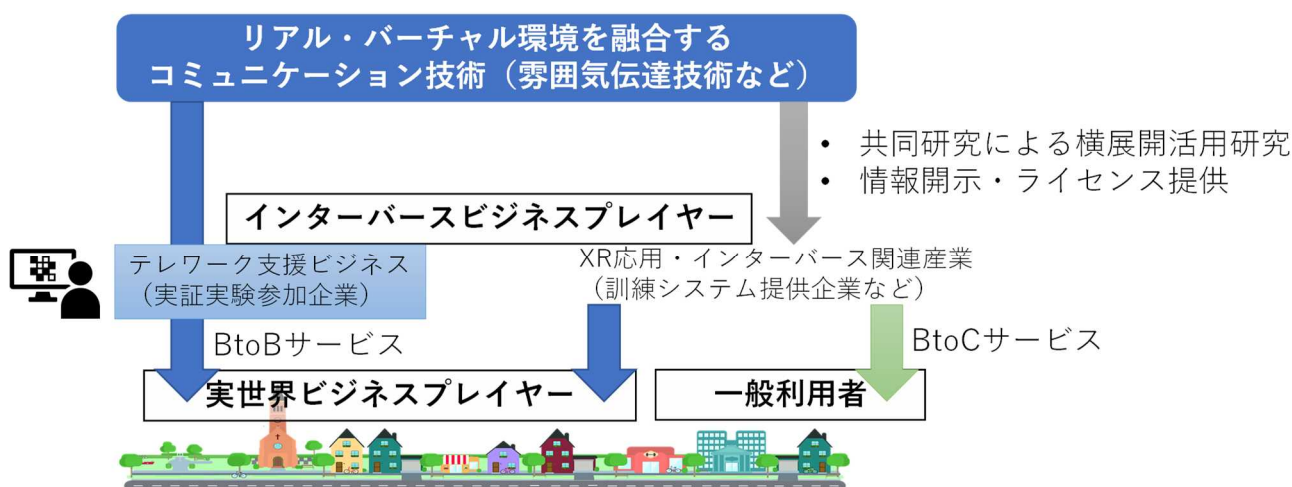 リアル・バーチャル環境を融合する
コミュニケーション技術（雰囲気伝達技術など）
• 共同研究による横展開活用研究
• 情報開示・ライセンス提供
インターバースビジネスプレイヤー
テレワーク支援ビジネス
（実証実験参加企業）
XR応用・インターバース関連産業
（訓練システム提供企業など）
BtoBサービス
BtoCサービス
実世界ビジネスプレイヤー
一般利用者